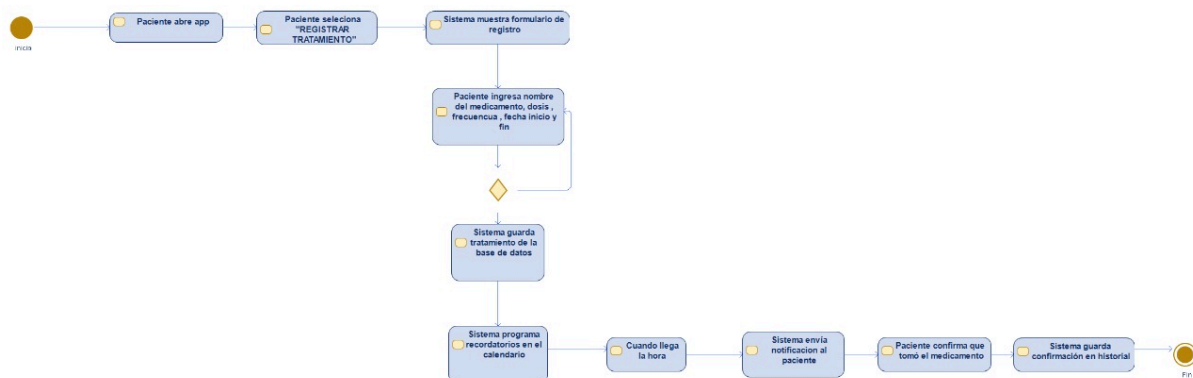 Inicio
Paciente abre app
Paciente selecciona
"REGISTRAR
TRATAMIENTO"
Sistema muestra formulario de
registro
Paciente ingresa nombre
del medicamento, dosis ,
frecuencua , fecha inicio y
fin
Sistema guarda
tratamiento de la
base de datos
Sistema programa
recordatorios en el
calendario
Cuando llega
la hora
Sistema envía
notificacion al
paciente
Paciente confirma que
tomó el medicamento
Sistema guarda
confirmación en historial
Fin